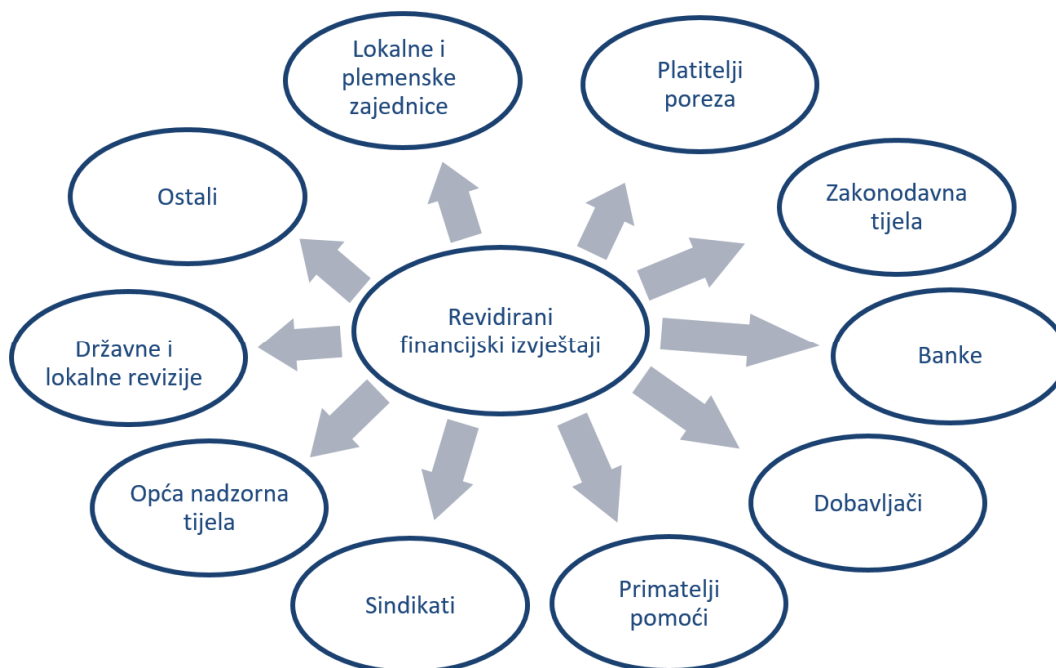 Lokalne i
plemenske
zajednice
Platitelji
poreza
Zakonodavna
tijela
Banke
Dobavljači
Primatelji
pomoći
Sindikati
Opća nadzorna
tijela
Državne i
lokalne revizije
Ostali
Revidirani
financijski izvještaji